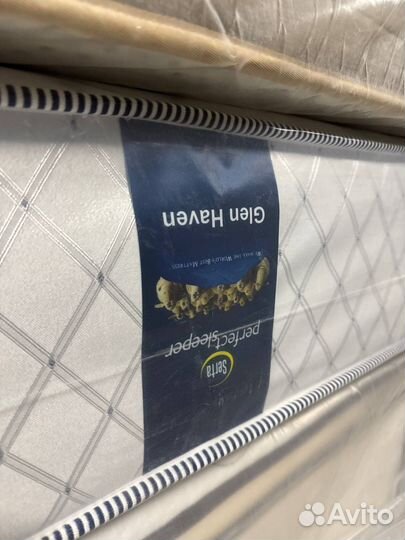 Serta
perfect
sleeper
WE MAKE THE WORLD'S BEST MATTRESS
Glen Haven
Avito